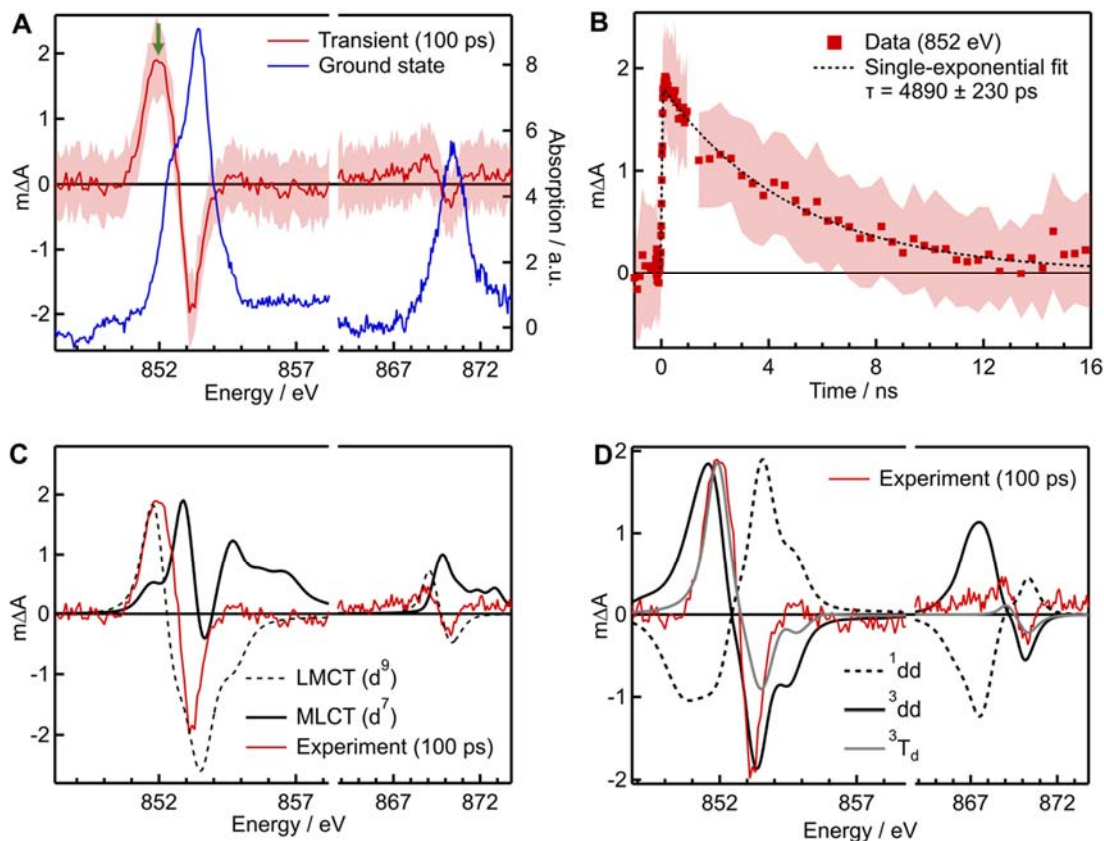 A
Transient (100 ps)
Ground state
2
1
0
-1
-2
mΔA
8
6
4
2
0
Absorption / a.u.
852
857
867
872
Energy / eV
B
Data (852 eV)
Single-exponential fit
τ = 4890 ± 230 ps
2
1
0
mΔA
0
4
8
12
16
Time / ns
C
2
1
0
-1
-2
mΔA
LMCT (d⁹)
MLCT (d⁷)
Experiment (100 ps)
852
857
867
872
Energy / eV
D
Experiment (100 ps)
2
1
0
-1
-2
mΔA
¹dd
³dd
³T_d
852
857
867
872
Energy / eV